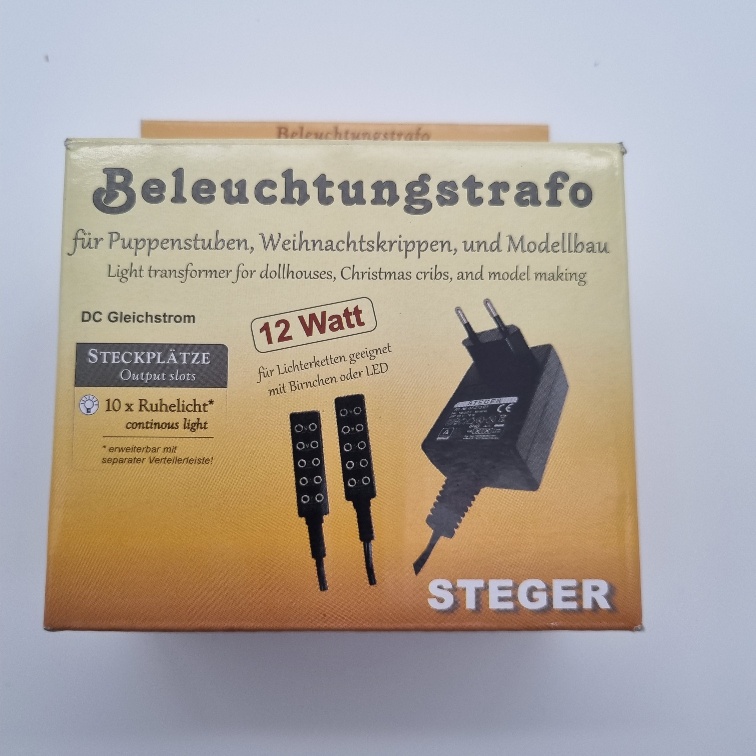 Beleuchtungstrafo
Beleuchtungstrafo
für Puppenstuben, Weihnachtskrippen, und Modellbau
Light transformer for dollhouses, Christmas cribs, and model making
DC Gleichstrom
12 Watt
für Lichterketten geeignet
mit Birnchen oder LED
STECKPLÄTZE
Output slots
10 x Ruhelicht*
continous light
* erweiterbar mit
separater Verteilerleiste!
STEGER
CE
STEGER